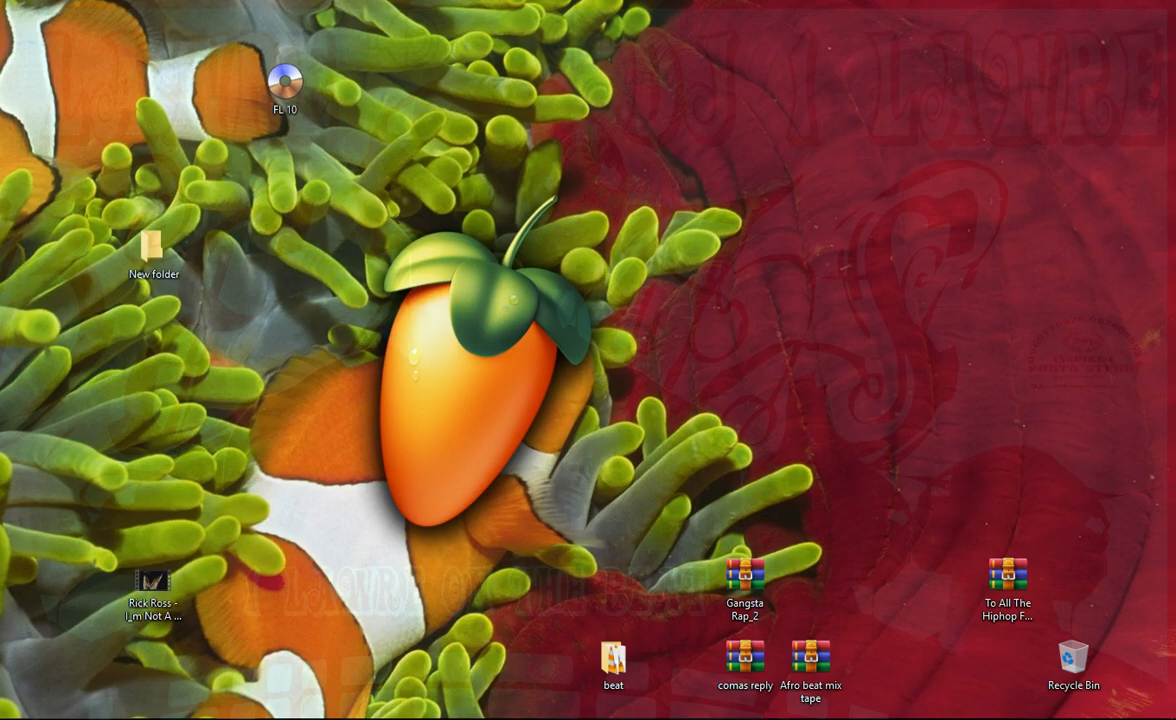 FL 10
New folder
Rick Ross -
I_m Not A ...
Gangsta
Rap_2
To All The
Hiphop F...
beat
comas reply
Afro beat mix
tape
Recycle Bin